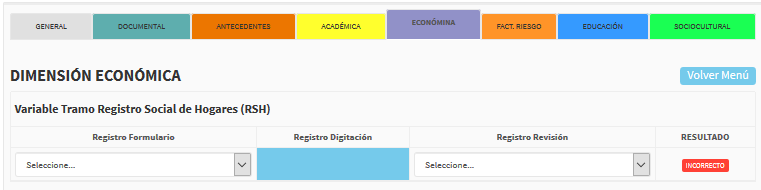 GENERAL DOCUMENTAL ANTECEDENTES ACADÉMICA ECONÓMINA FACT. RIESGO EDUCACIÓN SOCIOCULTURAL
DIMENSIÓN ECONÓMICA Volver Menú
Variable Tramo Registro Social de Hogares (RSH)
Registro Formulario Registro Digitación Registro Revisión RESULTADO
Seleccione... Seleccione... INCORRECTO